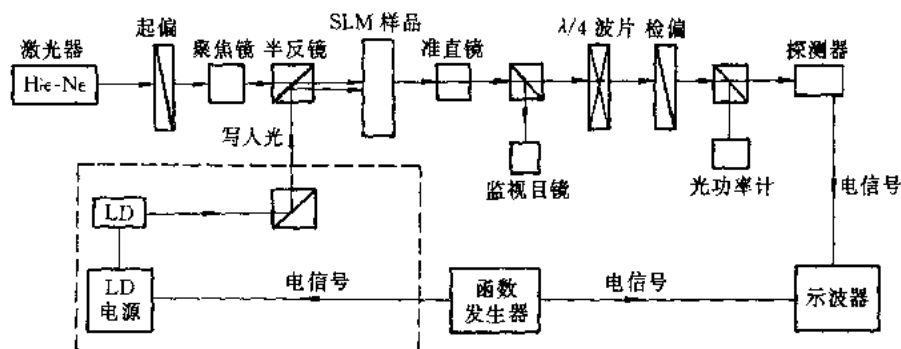 激光器
He-Ne
起偏
聚焦镜
半反镜
SLM 样品
准直镜
λ/4 波片
检偏
探测器
写入光
监视目镜
光功率计
电信号
LD
LD
电源
电信号
函数
发生器
电信号
示波器